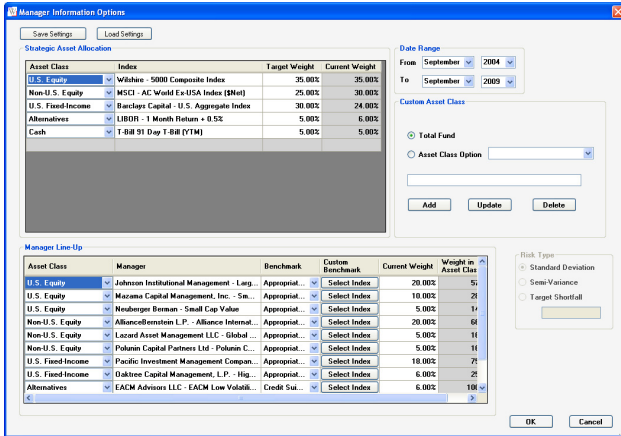 Manager Information Options
Save Settings Load Settings
Strategic Asset Allocation
Asset Class Index Target Weight Current Weight
U.S. Equity Wilshire - 5000 Composite Index 35.00% 35.00%
Non-U.S. Equity MSCI - AC World Ex-USA Index ($Net) 25.00% 30.00%
U.S. Fixed-Income Barclays Capital - U.S. Aggregate Index 30.00% 24.00%
Alternatives LIBOR - 1 Month Return + 0.5% 5.00% 6.00%
Cash T-Bill 91 Day T-Bill (YTM) 5.00% 5.00%
Date Range
From September 2004
To September 2009
Custom Asset Class
Total Fund
Asset Class Option
Add Update Delete
Manager Line-Up
Asset Class Manager Benchmark Custom Benchmark Current Weight Weight in Asset Clas
U.S. Equity Johnson Institutional Management - Larg... Appropriat... Select Index 20.00% 57
U.S. Equity Mazama Capital Management, Inc. - Sm... Appropriat... Select Index 10.00% 28
U.S. Equity Neuberger Berman - Small Cap Value Appropriat... Select Index 5.00% 14
Non-U.S. Equity AllianceBernstein L.P. - Alliance Internat... Appropriat... Select Index 20.00% 66
Non-U.S. Equity Lazard Asset Management LLC - Global ... Appropriat... Select Index 5.00% 16
Non-U.S. Equity Polunin Capital Partners Ltd - Polunin C... Appropriat... Select Index 5.00% 16
U.S. Fixed-Income Pacific Investment Management Compan... Appropriat... Select Index 18.00% 75
U.S. Fixed-Income Oaktree Capital Management, L.P. - Hig... Appropriat... Select Index 6.00% 25
Alternatives EACM Advisors LLC - EACM Low Volatili... Credit Sui... Select Index 6.00% 100
Risk Type
Standard Deviation
Semi-Variance
Target Shortfall
OK Cancel